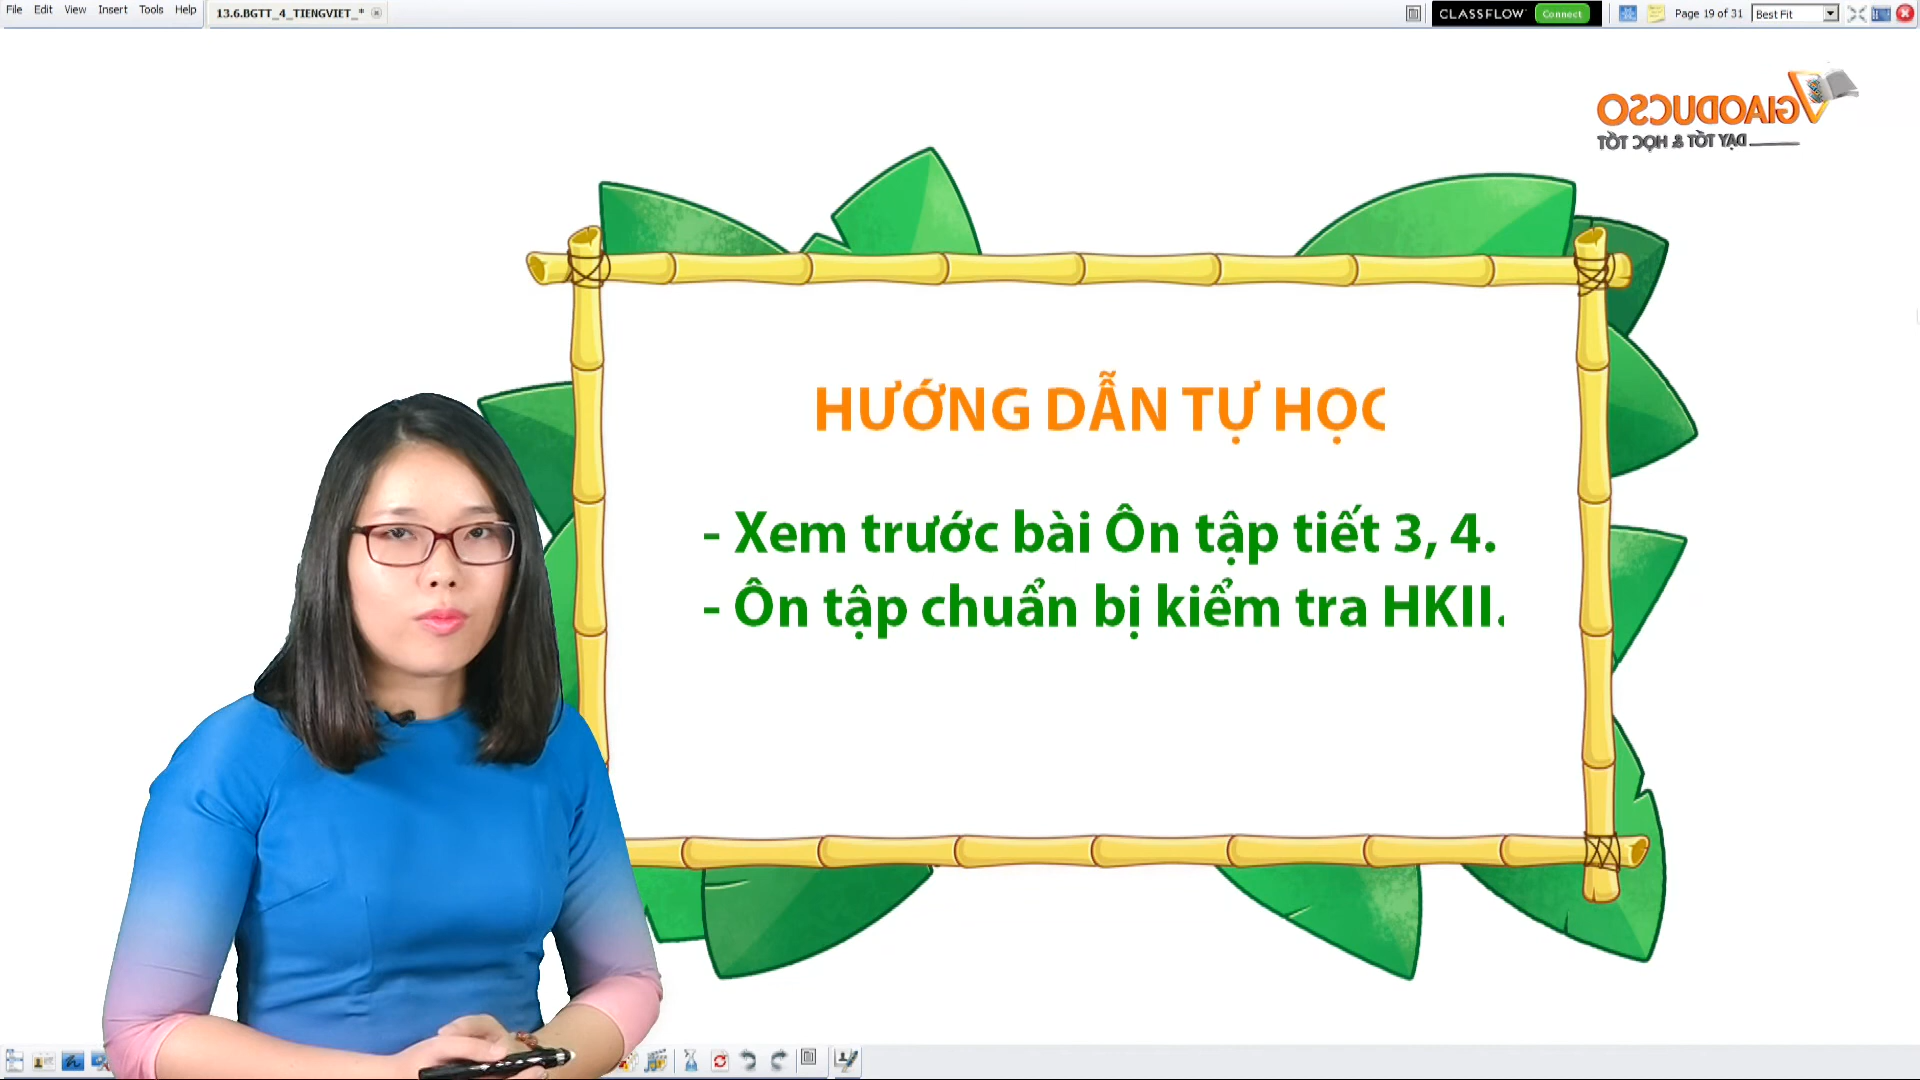 File Edit View Insert Tools Help
13.6.BGTT_4_TIENGVIET_*
CLASSFLOW Connect
Page 19 of 31
Best Fit
GIAODUCSO
DẠY TỐT & HỌC TỐT
HƯỚNG DẪN TỰ HỌC
- Xem trước bài Ôn tập tiết 3, 4.
- Ôn tập chuẩn bị kiểm tra HKII.